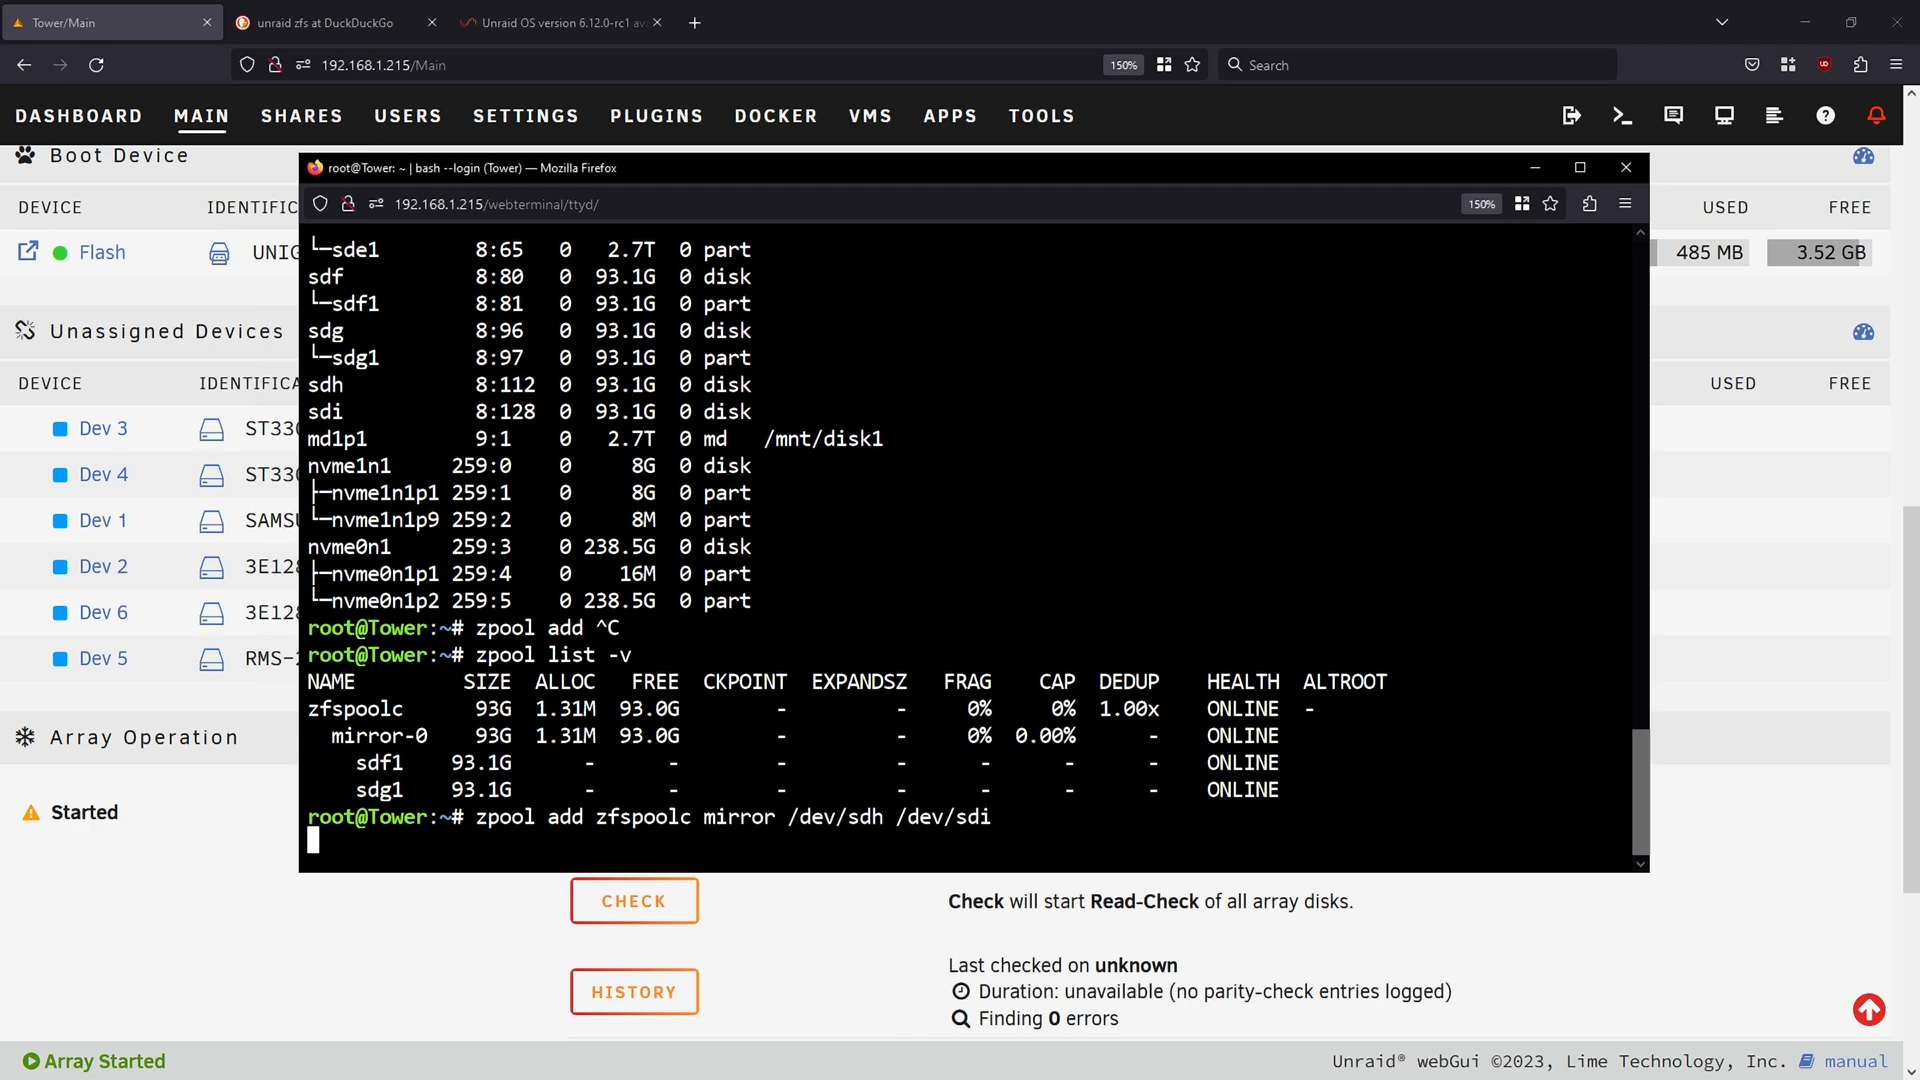 Tower/Main
unraid zfs at DuckDuckGo
Unraid OS version 6.12.0-rc1 ava
192.168.1.215/Main
150%
Search
DASHBOARD MAIN SHARES USERS SETTINGS PLUGINS DOCKER VMS APPS TOOLS
Boot Device
DEVICE IDENTIFIC USED FREE
Flash UNIG 485 MB 3.52 GB
Unassigned Devices
DEVICE IDENTIFICA USED FREE
Dev 3 ST330
Dev 4 ST330
Dev 1 SAMSU
Dev 2 3E128
Dev 6 3E128
Dev 5 RMS-2
Array Operation
Started
root@Tower: ~ | bash --login (Tower) — Mozilla Firefox
192.168.1.215/webterminal/ttyd/
150%
└─sde1 8:65 0 2.7T 0 part
sdf 8:80 0 93.1G 0 disk
└─sdf1 8:81 0 93.1G 0 part
sdg 8:96 0 93.1G 0 disk
└─sdg1 8:97 0 93.1G 0 part
sdh 8:112 0 93.1G 0 disk
sdi 8:128 0 93.1G 0 disk
md1p1 9:1 0 2.7T 0 md /mnt/disk1
nvme1n1 259:0 0 8G 0 disk
├─nvme1n1p1 259:1 0 8G 0 part
└─nvme1n1p9 259:2 0 8M 0 part
nvme0n1 259:3 0 238.5G 0 disk
├─nvme0n1p1 259:4 0 16M 0 part
└─nvme0n1p2 259:5 0 238.5G 0 part
root@Tower:~# zpool add ^C
root@Tower:~# zpool list -v
NAME SIZE ALLOC FREE CKPOINT EXPANDSZ FRAG CAP DEDUP HEALTH ALTROOT
zfspoolc 93G 1.31M 93.0G - - 0% 0% 1.00x ONLINE -
mirror-0 93G 1.31M 93.0G - - 0% 0.00% - ONLINE
sdf1 93.1G - - - - - - - ONLINE
sdg1 93.1G - - - - - - - ONLINE
root@Tower:~# zpool add zfspoolc mirror /dev/sdh /dev/sdi
CHECK
Check will start Read-Check of all array disks.
HISTORY
Last checked on unknown
Duration: unavailable (no parity-check entries logged)
Finding 0 errors
Array Started
Unraid® webGui ©2023, Lime Technology, Inc. manual